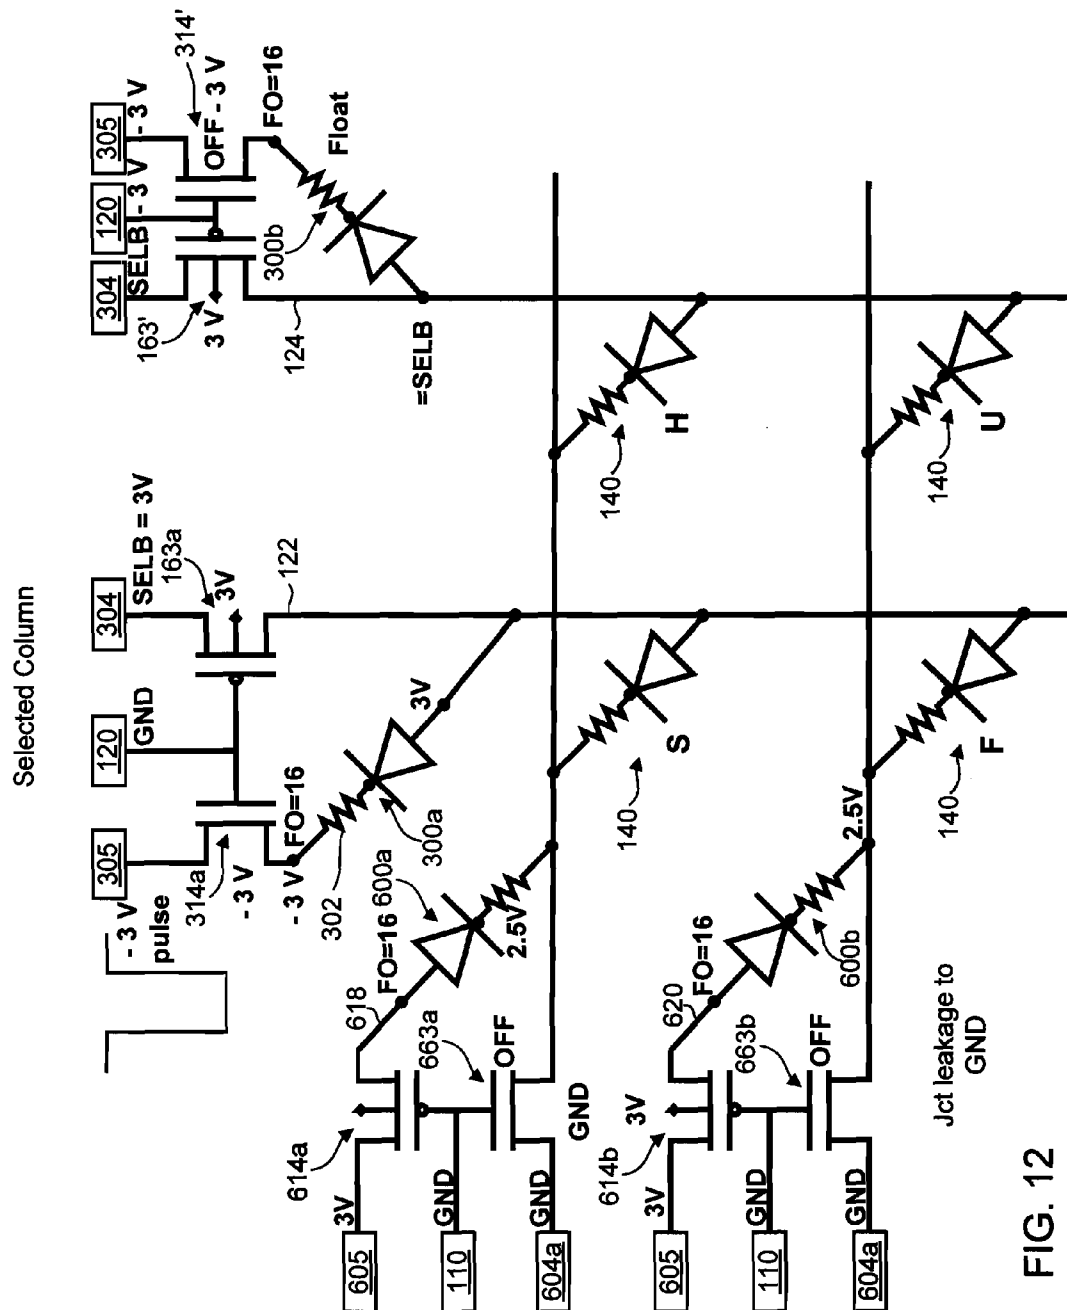 Selected Column
305
120
304
- 3 V
pulse
GND
SELB = 3V
314a
163a
3V
- 3 V
- 3 V
FO=16
302
300a
3V
122
304
120
305
SELB
- 3 V
- 3 V
163'
3 V
OFF
- 3 V
314'
FO=16
Float
300b
124
=SELB
618
FO=16
600a
2.5V
614a
663a
OFF
605
3V
110
GND
604a
GND
GND
140
S
140
H
620
FO=16
600b
2.5V
614b
3V
663b
OFF
605
3V
110
GND
604a
GND
140
F
140
U
Jct leakage to
GND
FIG. 12